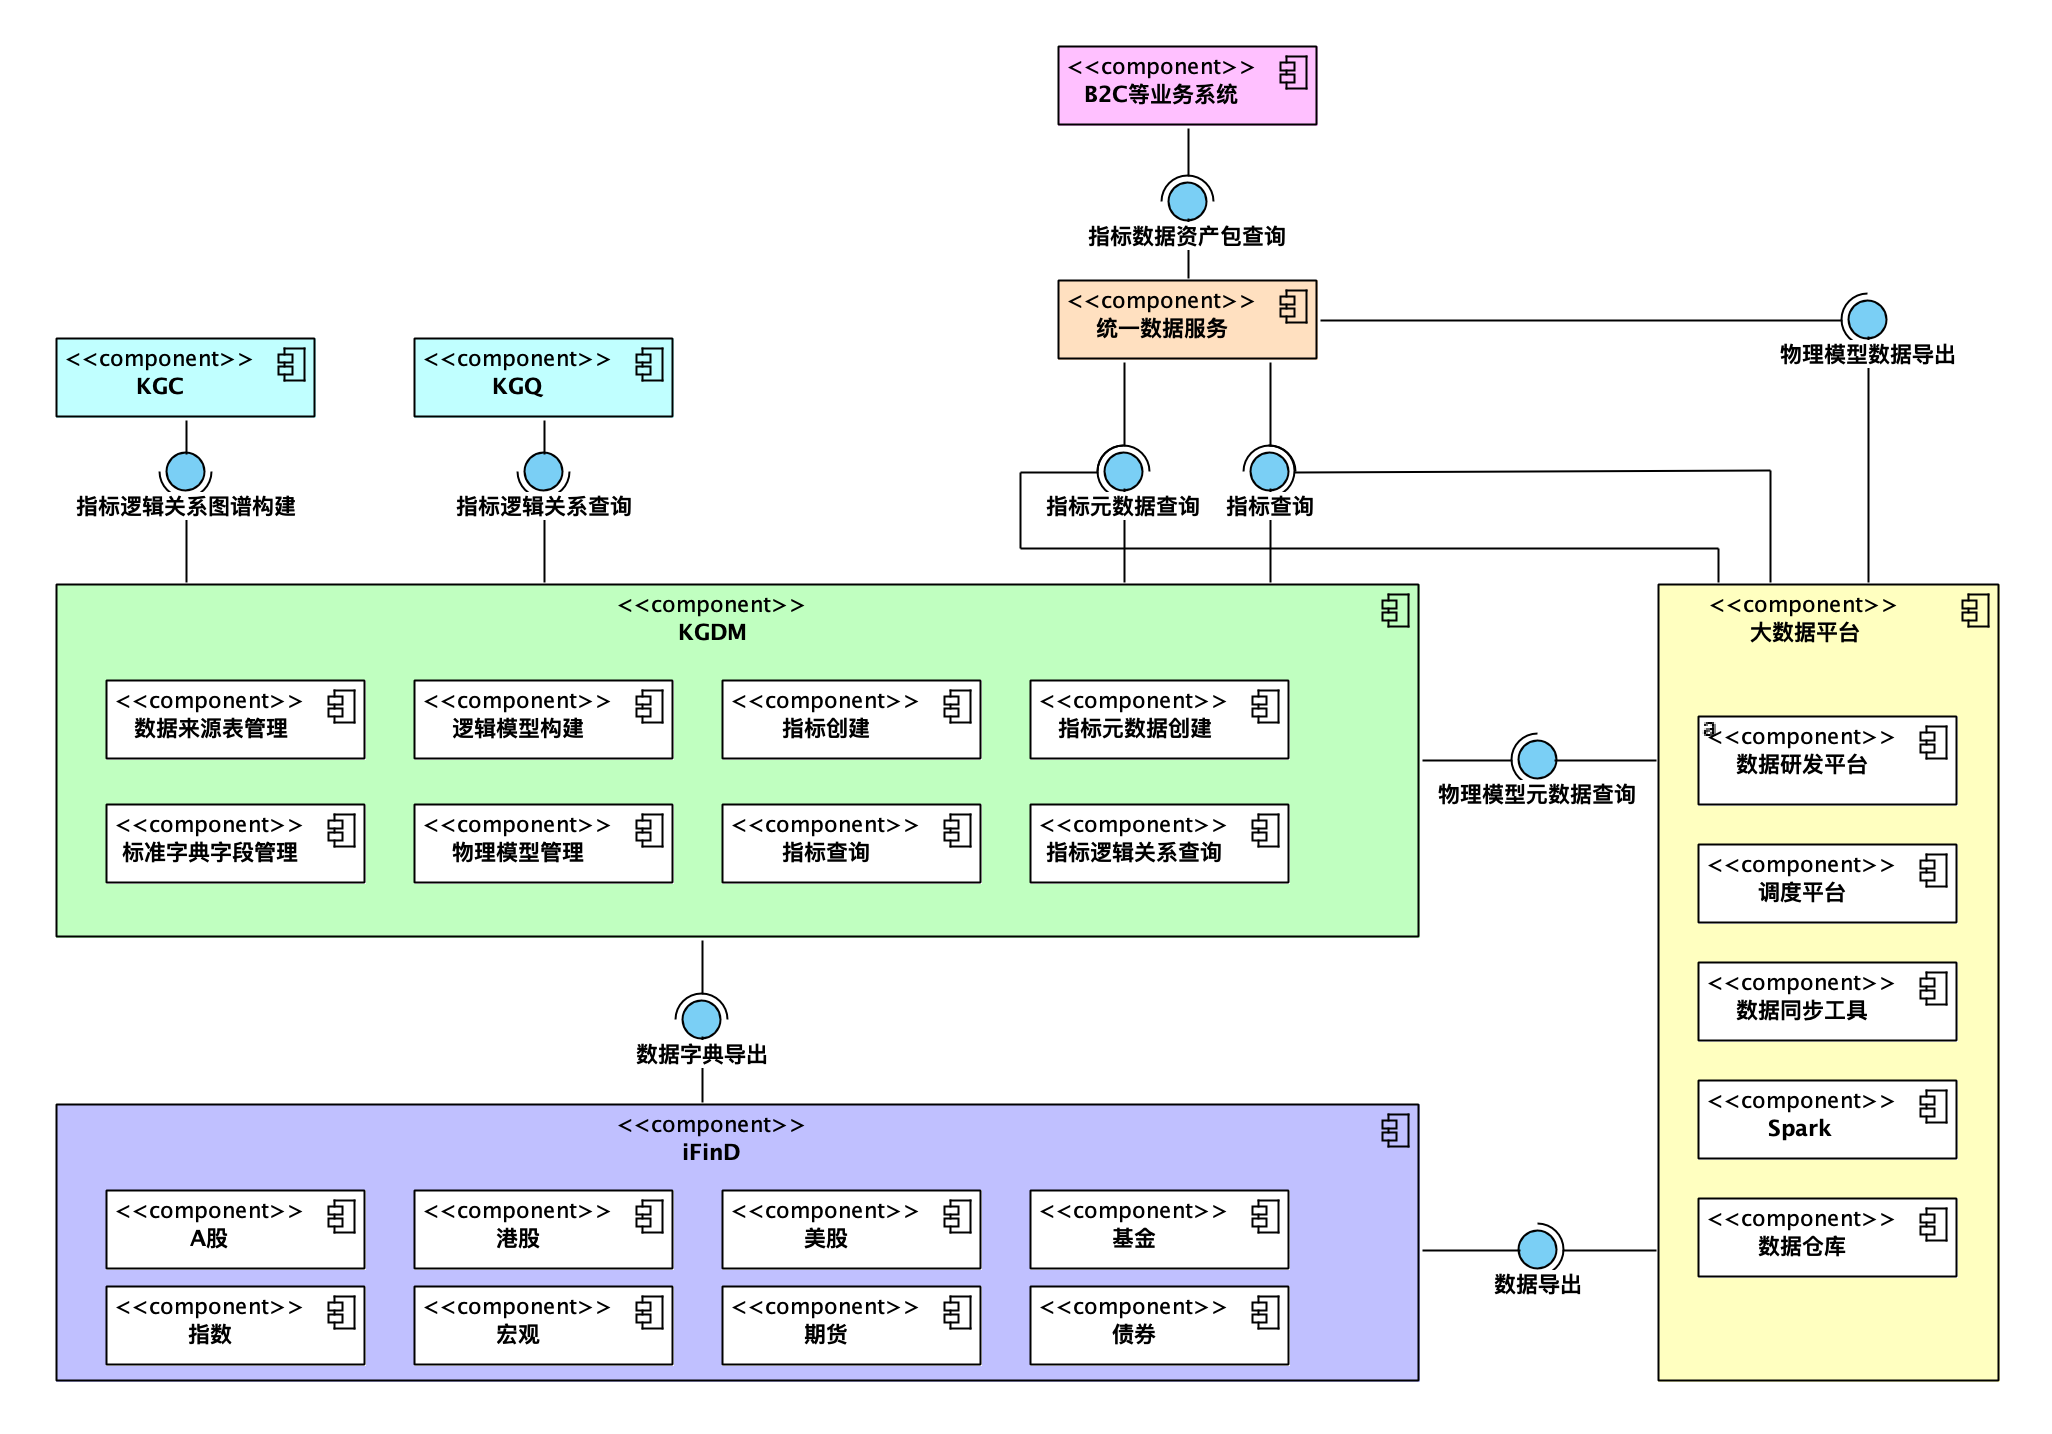 <<component>>
B2C等业务系统
指标数据资产包查询
<<component>>
统一数据服务
物理模型数据导出
<<component>>
KGC
<<component>>
KGQ
指标逻辑关系图谱构建
指标逻辑关系查询
指标元数据查询
指标查询
<<component>>
KGDM
<<component>>
数据来源表管理
<<component>>
逻辑模型构建
<<component>>
指标创建
<<component>>
指标元数据创建
<<component>>
标准字典字段管理
<<component>>
物理模型管理
<<component>>
指标查询
<<component>>
指标逻辑关系查询
物理模型元数据查询
<<component>>
大数据平台
a
<<component>>
数据研发平台
<<component>>
调度平台
<<component>>
数据同步工具
<<component>>
Spark
<<component>>
数据仓库
数据字典导出
<<component>>
iFinD
<<component>>
A股
<<component>>
港股
<<component>>
美股
<<component>>
基金
<<component>>
指数
<<component>>
宏观
<<component>>
期货
<<component>>
债券
数据导出